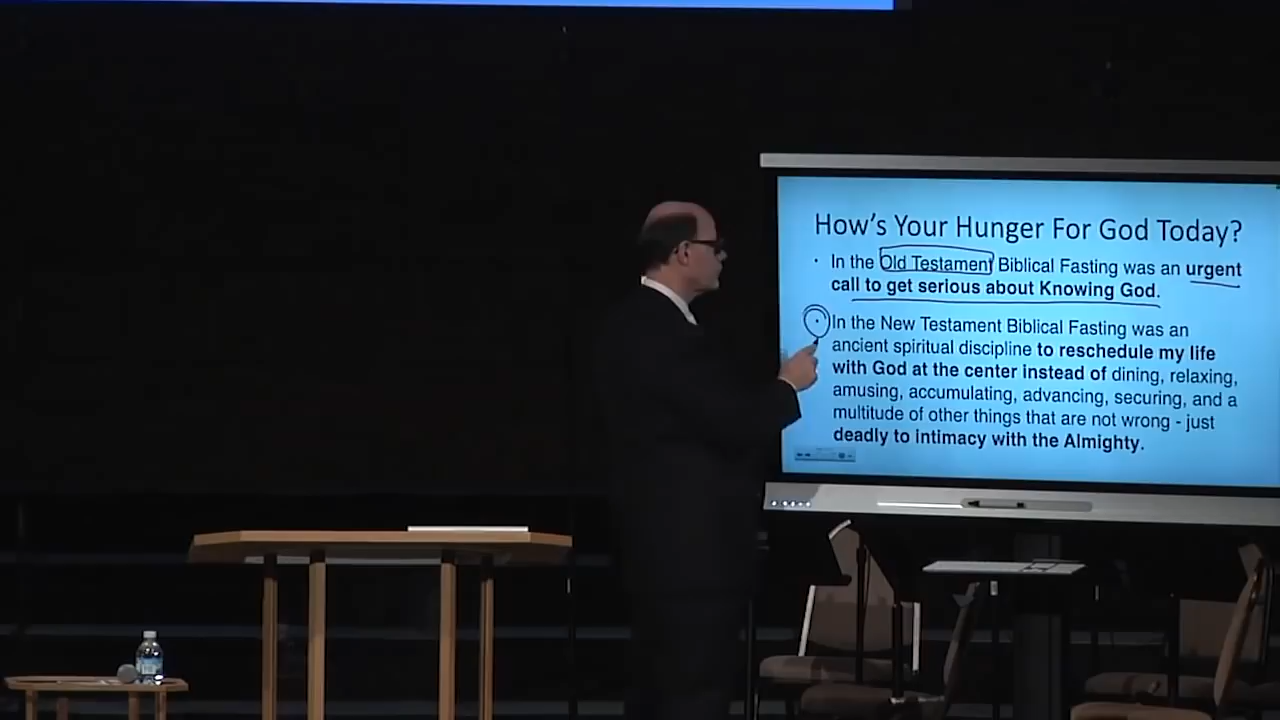 How's Your Hunger For God Today?
· In the Old Testament Biblical Fasting was an urgent
call to get serious about Knowing God.
· In the New Testament Biblical Fasting was an
ancient spiritual discipline to reschedule my life
with God at the center instead of dining, relaxing,
amusing, accumulating, advancing, securing, and a
multitude of other things that are not wrong - just
deadly to intimacy with the Almighty.